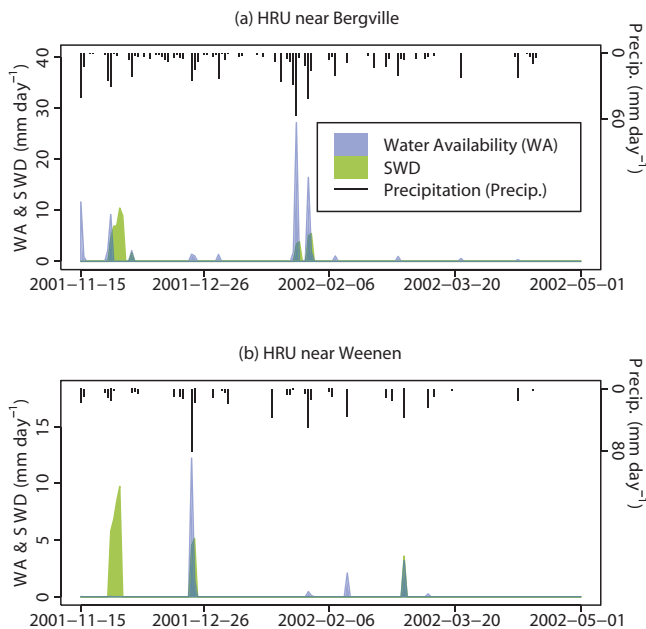 (a) HRU near Bergville
WA & SWD (mm day⁻¹)
40
30
20
10
0
0
60
Precip. (mm day⁻¹)
Water Availability (WA)
SWD
Precipitation (Precip.)
2001−11−15 2001−12−26 2002−02−06 2002−03−20 2002−05−01
(b) HRU near Weenen
WA & SWD (mm day⁻¹)
15
10
5
0
0
80
Precip. (mm day⁻¹)
2001−11−15 2001−12−26 2002−02−06 2002−03−20 2002−05−01